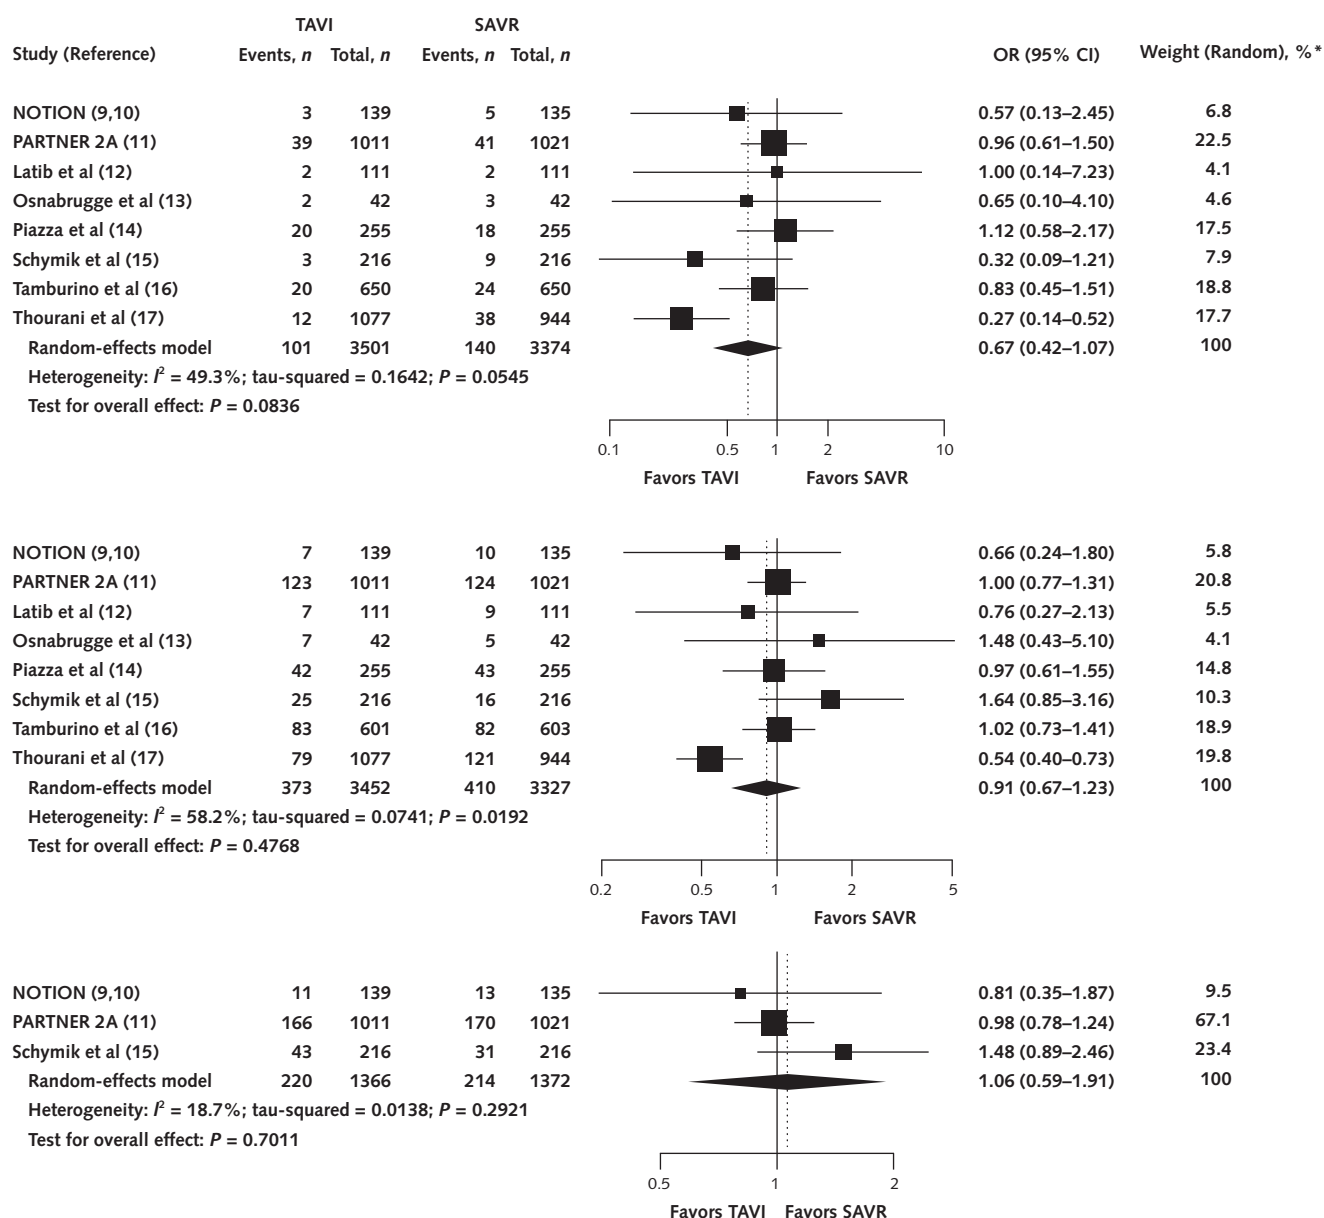 TAVI SAVR
Study (Reference) Events, n Total, n Events, n Total, n OR (95% CI) Weight (Random), %*
NOTION (9,10) 3 139 5 135 0.57 (0.13–2.45) 6.8
PARTNER 2A (11) 39 1011 41 1021 0.96 (0.61–1.50) 22.5
Latib et al (12) 2 111 2 111 1.00 (0.14–7.23) 4.1
Osnabrugge et al (13) 2 42 3 42 0.65 (0.10–4.10) 4.6
Piazza et al (14) 20 255 18 255 1.12 (0.58–2.17) 17.5
Schymik et al (15) 3 216 9 216 0.32 (0.09–1.21) 7.9
Tamburino et al (16) 20 650 24 650 0.83 (0.45–1.51) 18.8
Thourani et al (17) 12 1077 38 944 0.27 (0.14–0.52) 17.7
Random-effects model 101 3501 140 3374 0.67 (0.42–1.07) 100
Heterogeneity: I² = 49.3%; tau-squared = 0.1642; P = 0.0545
Test for overall effect: P = 0.0836
0.1 0.5 1 2 10
Favors TAVI Favors SAVR
NOTION (9,10) 7 139 10 135 0.66 (0.24–1.80) 5.8
PARTNER 2A (11) 123 1011 124 1021 1.00 (0.77–1.31) 20.8
Latib et al (12) 7 111 9 111 0.76 (0.27–2.13) 5.5
Osnabrugge et al (13) 7 42 5 42 1.48 (0.43–5.10) 4.1
Piazza et al (14) 42 255 43 255 0.97 (0.61–1.55) 14.8
Schymik et al (15) 25 216 16 216 1.64 (0.85–3.16) 10.3
Tamburino et al (16) 83 601 82 603 1.02 (0.73–1.41) 18.9
Thourani et al (17) 79 1077 121 944 0.54 (0.40–0.73) 19.8
Random-effects model 373 3452 410 3327 0.91 (0.67–1.23) 100
Heterogeneity: I² = 58.2%; tau-squared = 0.0741; P = 0.0192
Test for overall effect: P = 0.4768
0.2 0.5 1 2 5
Favors TAVI Favors SAVR
NOTION (9,10) 11 139 13 135 0.81 (0.35–1.87) 9.5
PARTNER 2A (11) 166 1011 170 1021 0.98 (0.78–1.24) 67.1
Schymik et al (15) 43 216 31 216 1.48 (0.89–2.46) 23.4
Random-effects model 220 1366 214 1372 1.06 (0.59–1.91) 100
Heterogeneity: I² = 18.7%; tau-squared = 0.0138; P = 0.2921
Test for overall effect: P = 0.7011
0.5 1 2
Favors TAVI Favors SAVR